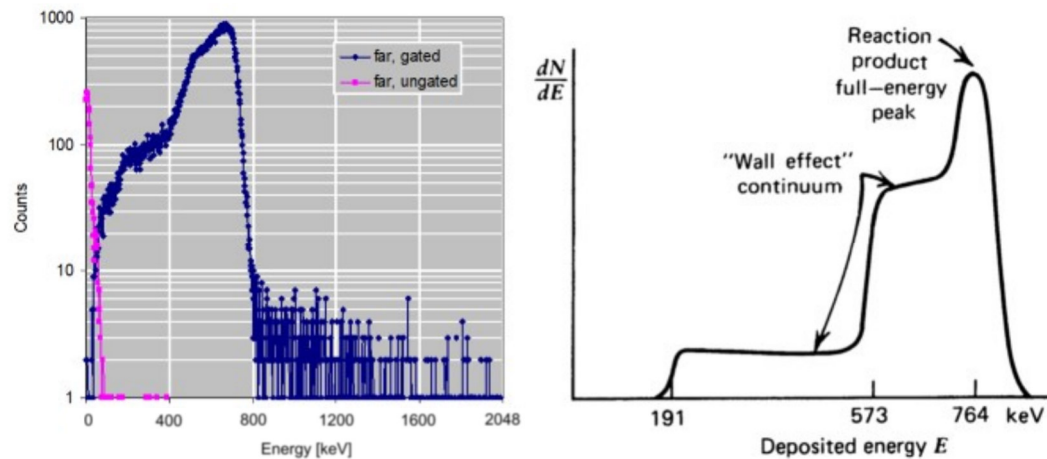 1000
100
10
1
Counts
0
400
800
1200
1600
2048
Energy [keV]
far, gated
far, ungated
dN
dE
Reaction
product
full–energy
peak
"Wall effect"
continuum
191
573
764
keV
Deposited energy E